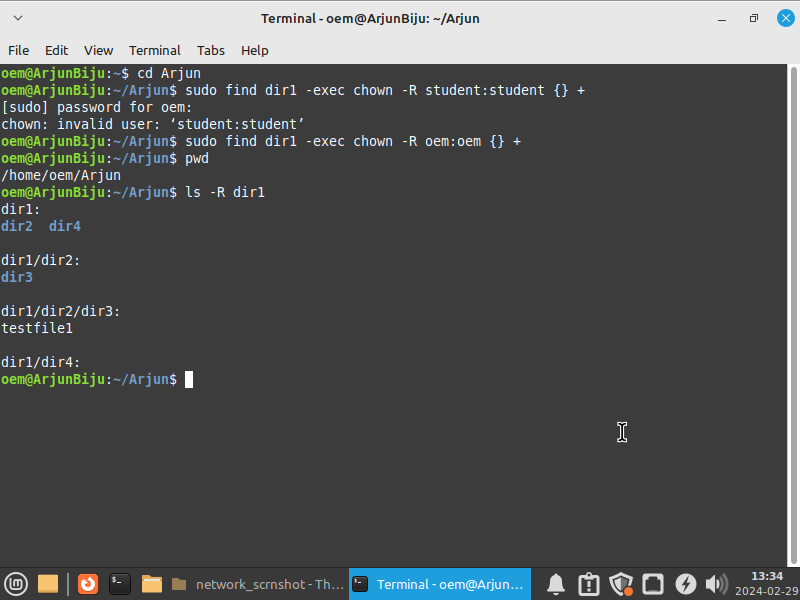 Terminal - oem@ArjunBiju: ~/Arjun
File Edit View Terminal Tabs Help
oem@ArjunBiju:~$ cd Arjun
oem@ArjunBiju:~/Arjun$ sudo find dir1 -exec chown -R student:student {} +
[sudo] password for oem:
chown: invalid user: ‘student:student’
oem@ArjunBiju:~/Arjun$ sudo find dir1 -exec chown -R oem:oem {} +
oem@ArjunBiju:~/Arjun$ pwd
/home/oem/Arjun
oem@ArjunBiju:~/Arjun$ ls -R dir1
dir1:
dir2  dir4
dir1/dir2:
dir3
dir1/dir2/dir3:
testfile1
dir1/dir4:
oem@ArjunBiju:~/Arjun$
network_scrnshot - Th... Terminal - oem@Arjun... 13:34
2024-02-29